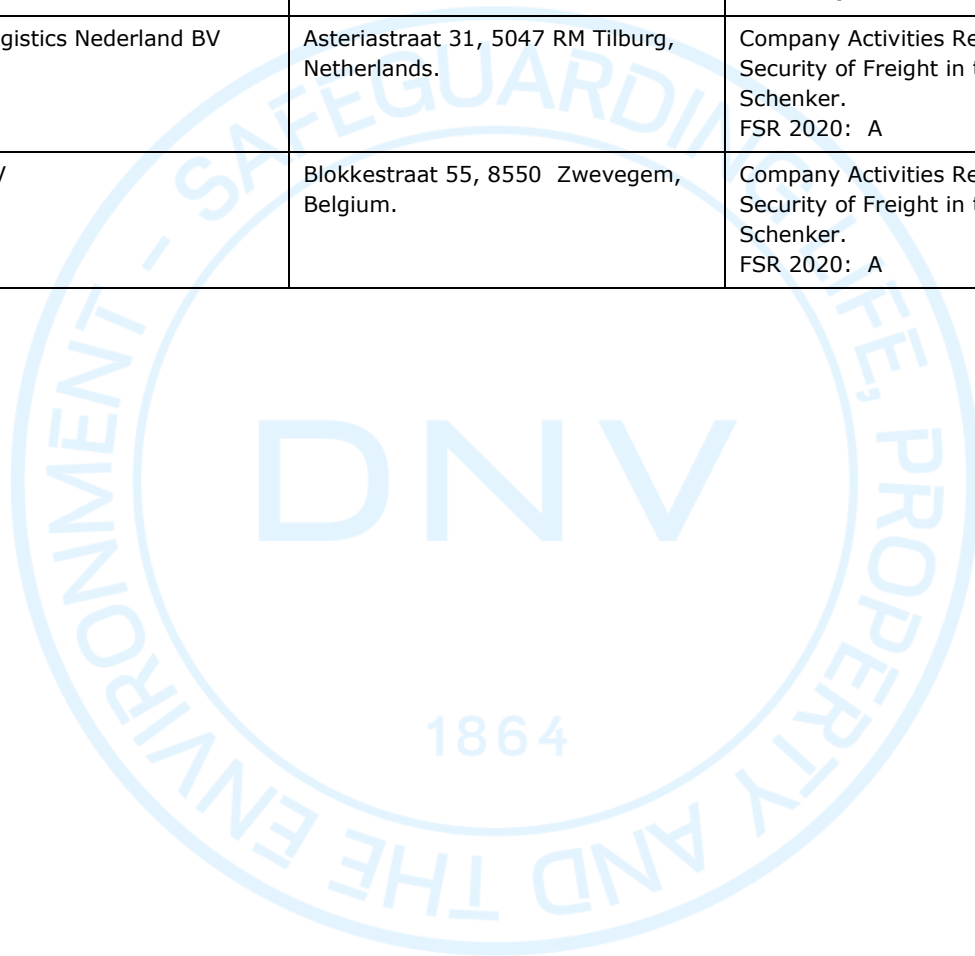 gistics Nederland BV
Asteriastraat 31, 5047 RM Tilburg,
Netherlands.
Company Activities Re
Security of Freight in t
Schenker.
FSR 2020: A
Blokkestraat 55, 8550 Zwevegem,
Belgium.
Company Activities Re
Security of Freight in t
Schenker.
FSR 2020: A
SAFEGUARDING LIFE, PROPERTY AND THE ENVIRONMENT -
DNV
1864